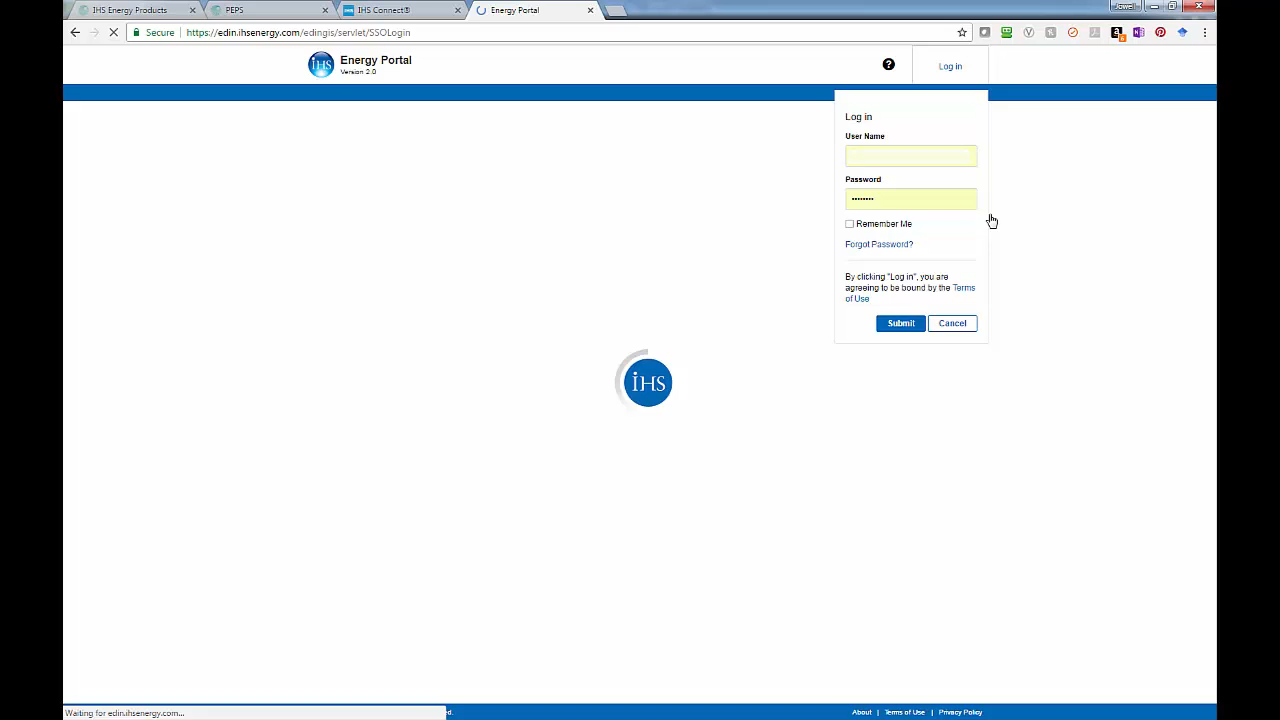 IHS Energy Products
PEPS
IHS Connect®
Energy Portal
Jowell
Secure
https://edin.ihsenergy.com/edingis/servlet/SSOLogin
IHS
Energy Portal
Version 2.0
?
Log in
Log in
User Name
Password
••••••••
Remember Me
Forgot Password?
By clicking "Log in", you are
agreeing to be bound by the Terms
of Use
Submit
Cancel
IHS
Waiting for edin.ihsenergy.com...
ed.
About | Terms of Use | Privacy Policy